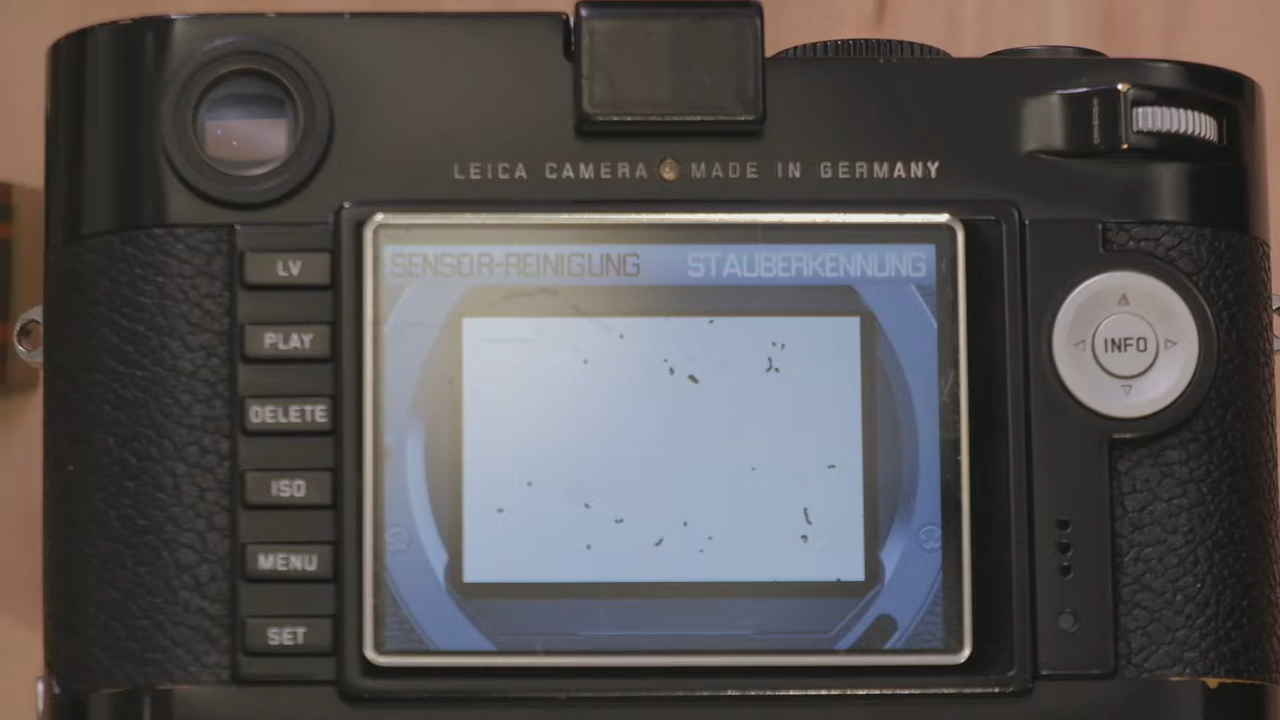 LEICA CAMERA MADE IN GERMANY
SENSOR-REINIGUNG STAUBERKENNUNG
LV
PLAY
DELETE
ISO
MENU
SET
INFO